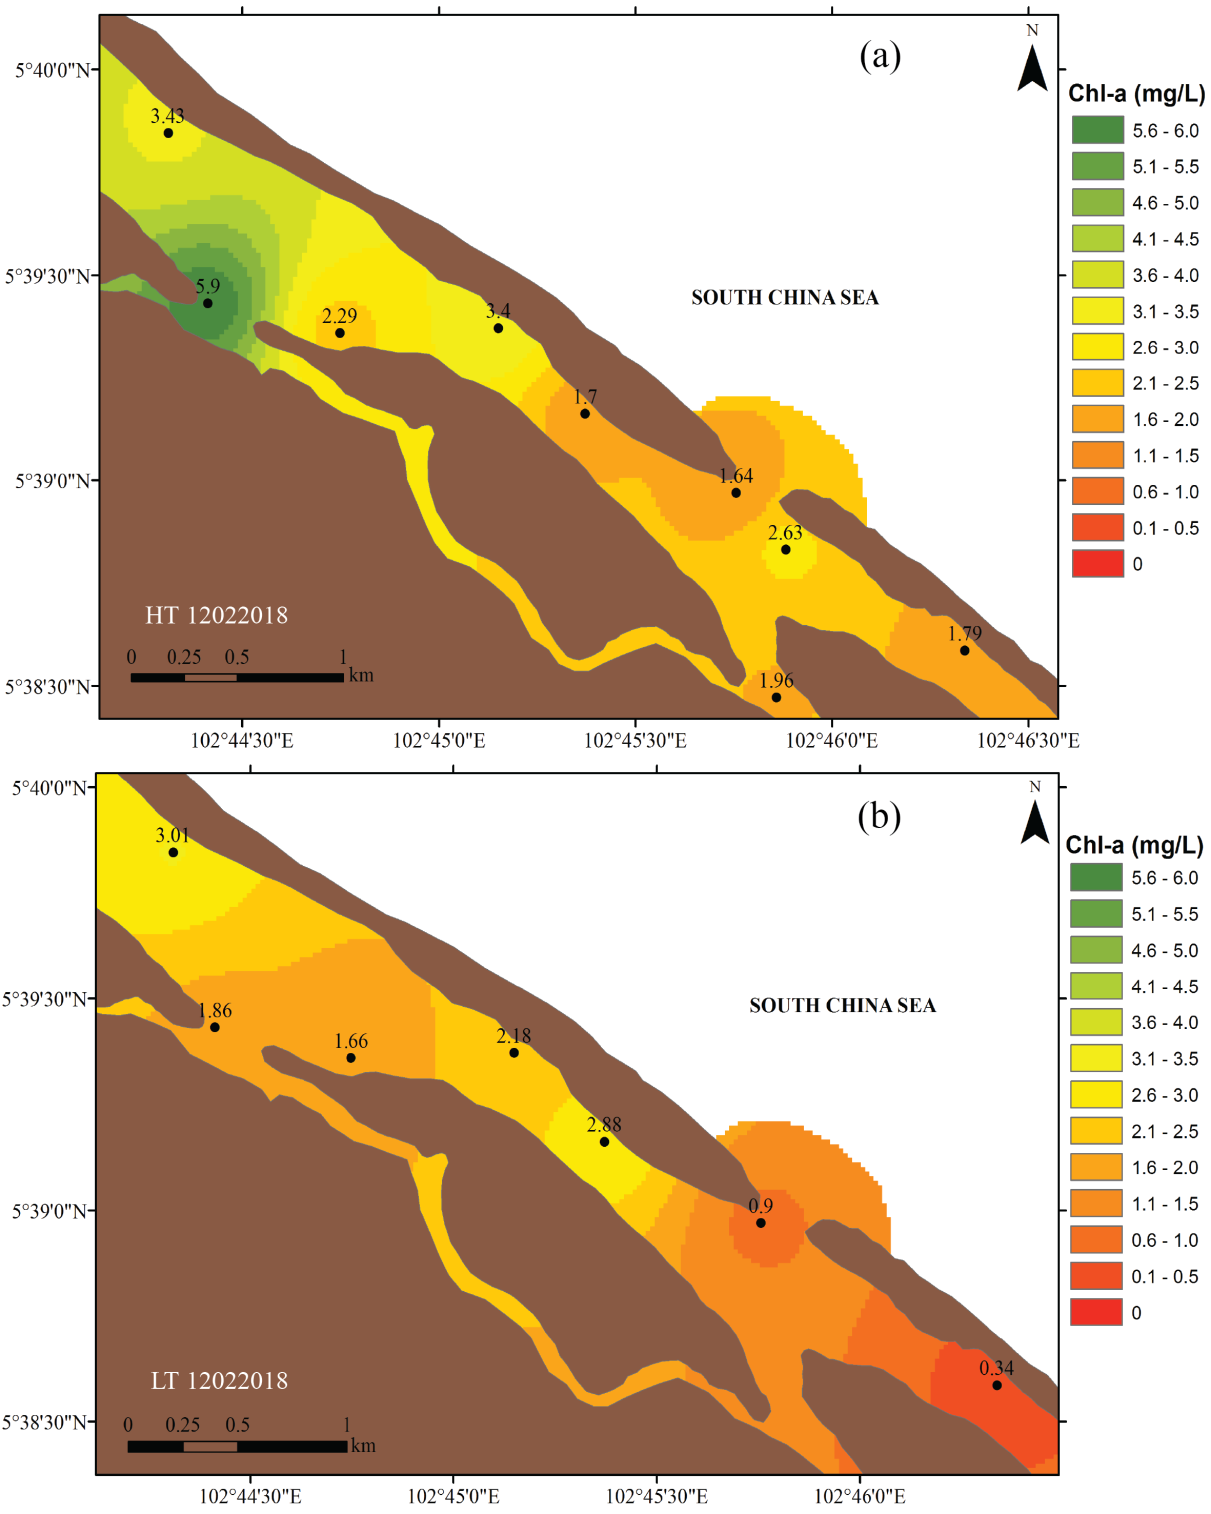 (a)
N
5°40'0"N
5°39'30"N
5°39'0"N
5°38'30"N
3.43
5.9
2.29
3.4
1.7
1.64
2.63
1.79
1.96
SOUTH CHINA SEA
HT 12022018
0 0.25 0.5 1
km
102°44'30"E 102°45'0"E 102°45'30"E 102°46'0"E 102°46'30"E
Chl-a (mg/L)
5.6 - 6.0
5.1 - 5.5
4.6 - 5.0
4.1 - 4.5
3.6 - 4.0
3.1 - 3.5
2.6 - 3.0
2.1 - 2.5
1.6 - 2.0
1.1 - 1.5
0.6 - 1.0
0.1 - 0.5
0
(b)
N
5°40'0"N
5°39'30"N
5°39'0"N
5°38'30"N
3.01
1.86
1.66
2.18
2.88
0.9
0.34
SOUTH CHINA SEA
LT 12022018
0 0.25 0.5 1
km
102°44'30"E 102°45'0"E 102°45'30"E 102°46'0"E
Chl-a (mg/L)
5.6 - 6.0
5.1 - 5.5
4.6 - 5.0
4.1 - 4.5
3.6 - 4.0
3.1 - 3.5
2.6 - 3.0
2.1 - 2.5
1.6 - 2.0
1.1 - 1.5
0.6 - 1.0
0.1 - 0.5
0